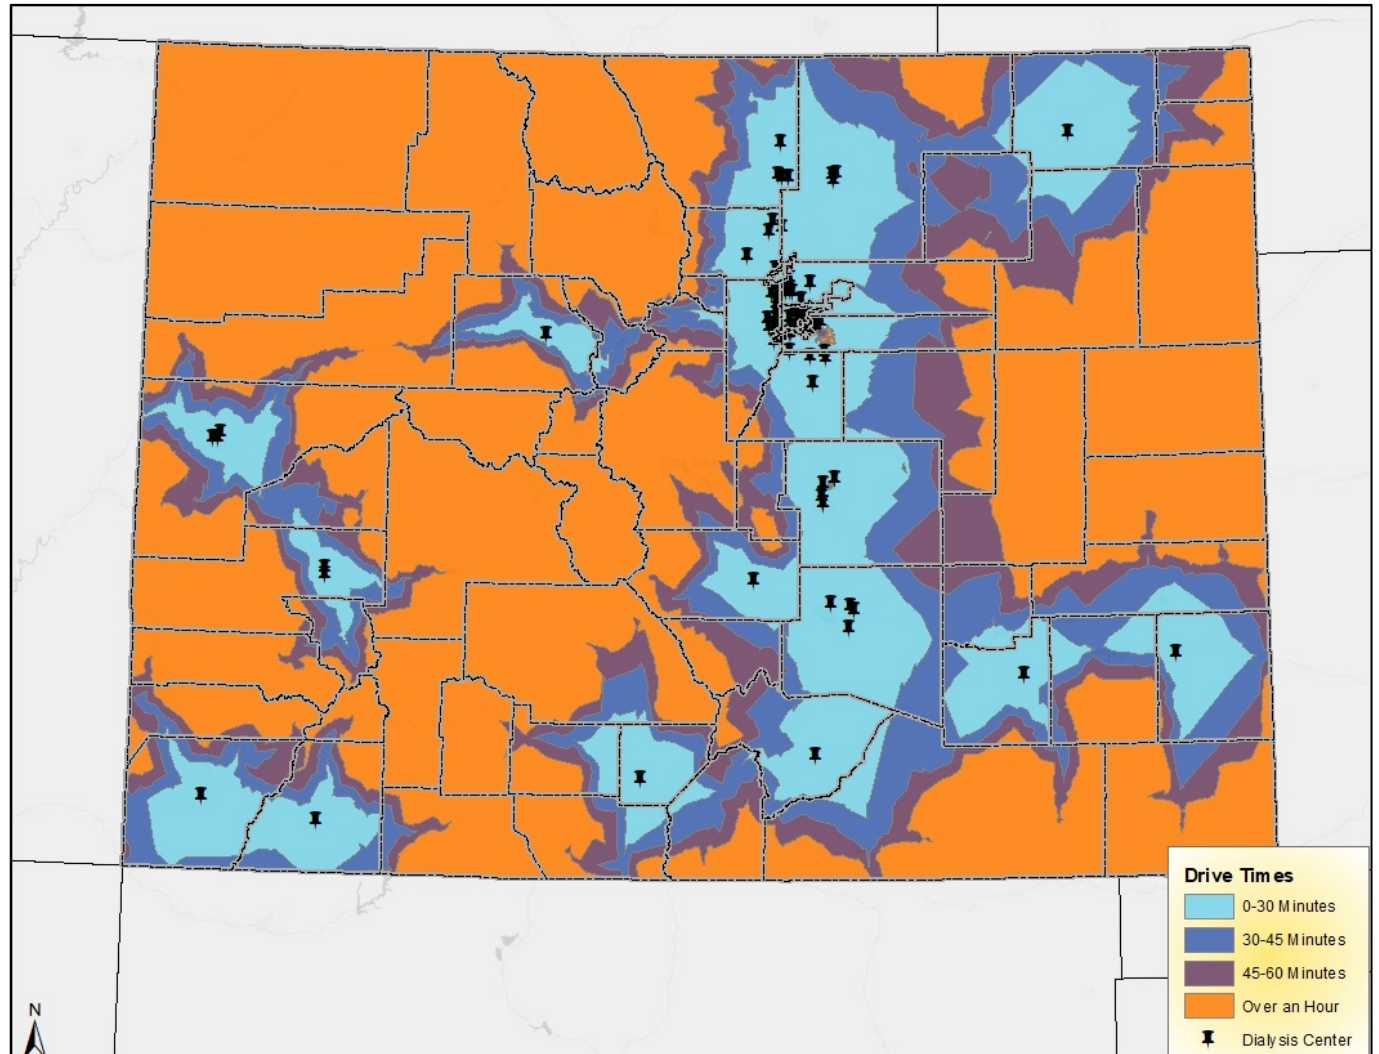 Drive Times
0-30 Minutes
30-45 Minutes
45-60 Minutes
Over an Hour
Dialysis Center
N